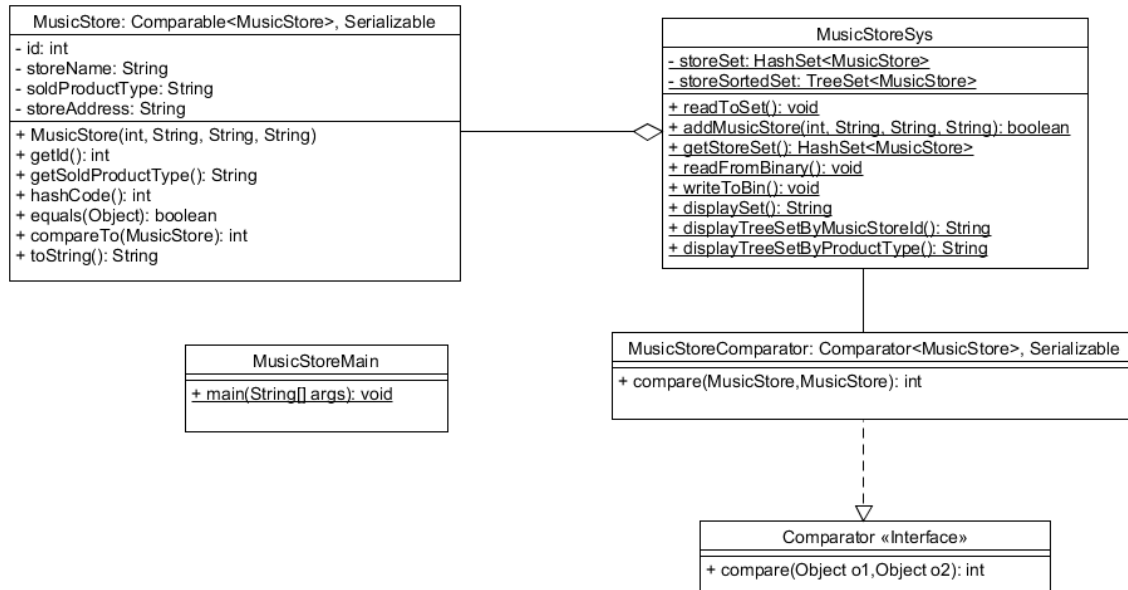 MusicStore: Comparable<MusicStore>, Serializable
- id: int
- storeName: String
- soldProductType: String
- storeAddress: String
+ MusicStore(int, String, String, String)
+ getId(): int
+ getSoldProductType(): String
+ hashCode(): int
+ equals(Object): boolean
+ compareTo(MusicStore): int
+ toString(): String
MusicStoreSys
- storeSet: HashSet<MusicStore>
- storeSortedSet: TreeSet<MusicStore>
+ readToSet(): void
+ addMusicStore(int, String, String, String): boolean
+ getStoreSet(): HashSet<MusicStore>
+ readFromBinary(): void
+ writeToBin(): void
+ displaySet(): String
+ displayTreeSetByMusicStoreId(): String
+ displayTreeSetByProductType(): String
MusicStoreMain
+ main(String[] args): void
MusicStoreComparator: Comparator<MusicStore>, Serializable
+ compare(MusicStore,MusicStore): int
Comparator «Interface»
+ compare(Object o1,Object o2): int